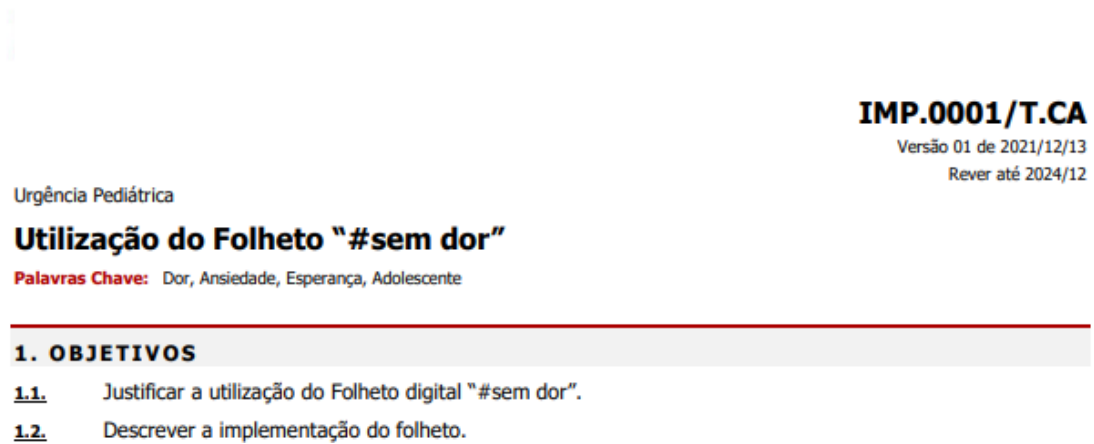 IMP.0001/T.CA
Versão 01 de 2021/12/13
Rever até 2024/12
Urgência Pediátrica
Utilização do Folheto “#sem dor”
Palavras Chave: Dor, Ansiedade, Esperança, Adolescente
1. OBJETIVOS
1.1. Justificar a utilização do Folheto digital “#sem dor”.
1.2. Descrever a implementação do folheto.